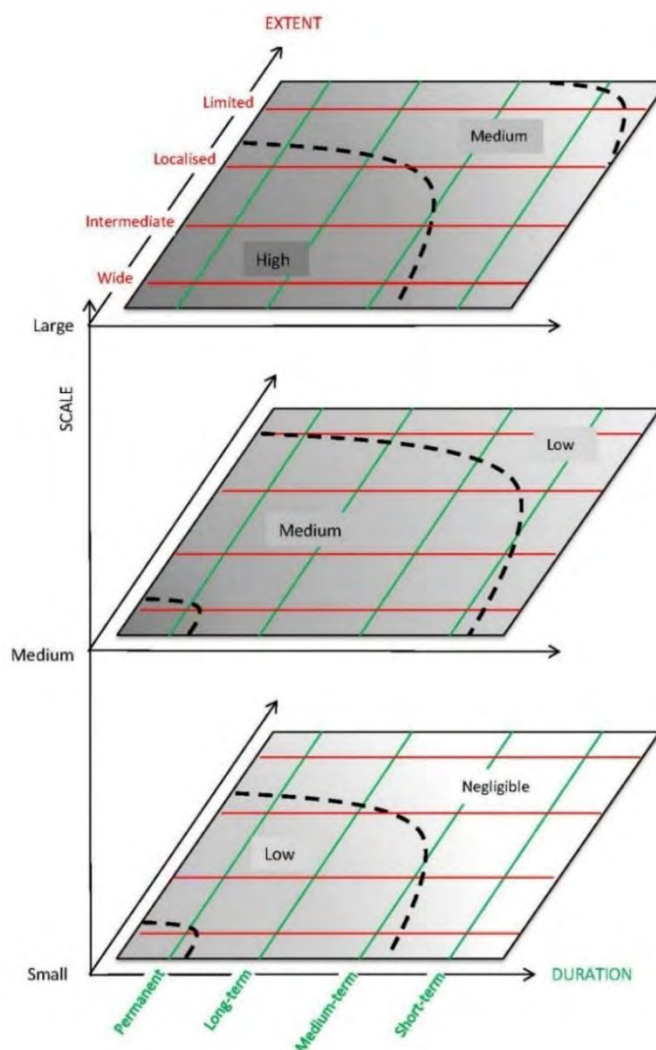 EXTENT
Limited
Medium
Localised
Intermediate
High
Wide
Large
SCALE
Low
Medium
Medium
Negligible
Low
Small
DURATION
Permanent
Long-term
Medium-term
Short-term